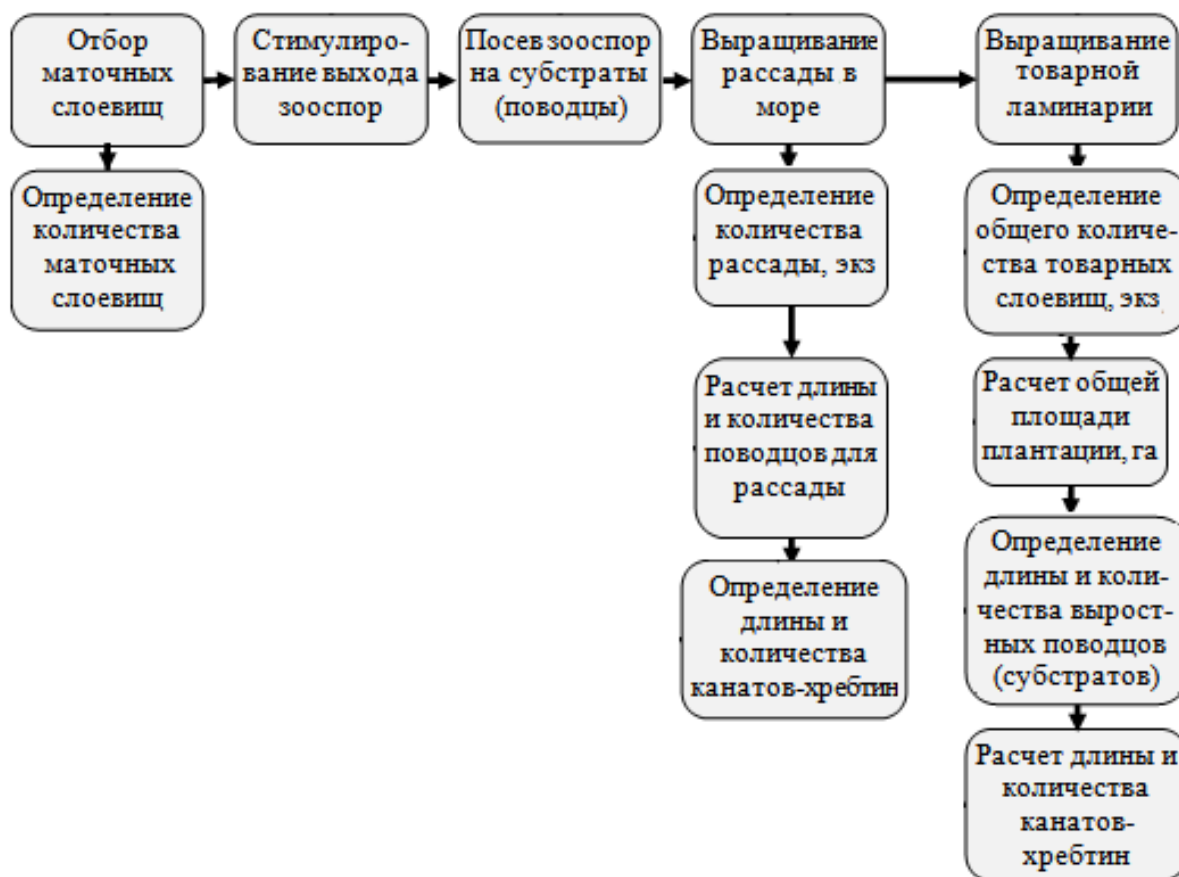 Отбор
маточных
слоевищ
Стимулиро-
вание выхода
зооспор
Посев зооспор
на субстраты
(поводцы)
Выращивание
рассады в
море
Выращивание
товарной
ламинарии
Определение
количества
маточных
слоевищ
Определение
количества
рассады, экз
Определение
общего количе-
ства товарных
слоевищ, экз,
Расчет длины
и количества
поводцов для
рассады
Расчет общей
площади
плантации, га
Определение
длины и
количества
канатов-хребтин
Определение
длины и коли-
чества вырост-
ных поводцов
(субстратов)
Расчет длины и
количества
канатов-
хребтин